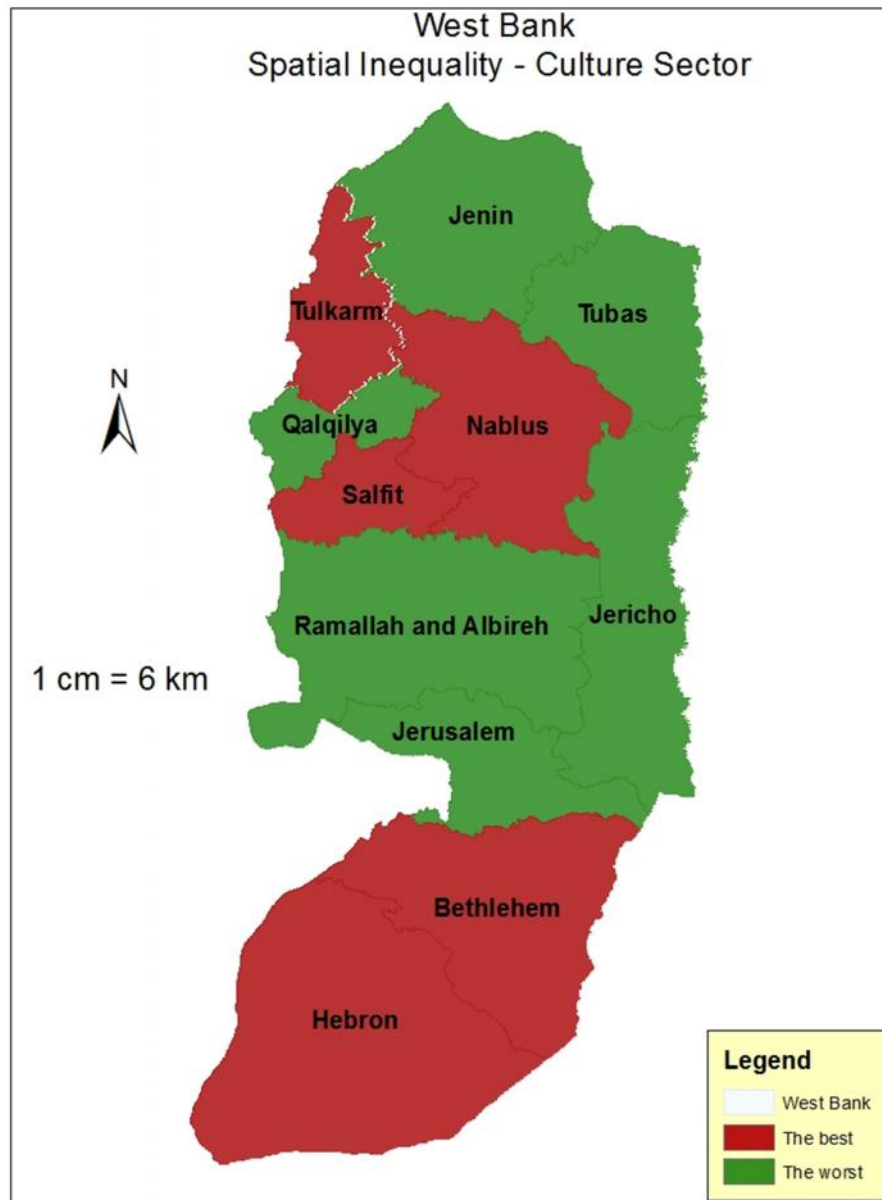 West Bank
Spatial Inequality - Culture Sector
Jenin
Tubas
Tulkarm
N
Qalqilya
Nablus
Salfit
Jericho
Ramallah and Albireh
1 cm = 6 km
Jerusalem
Bethlehem
Hebron
Legend
West Bank
The best
The worst